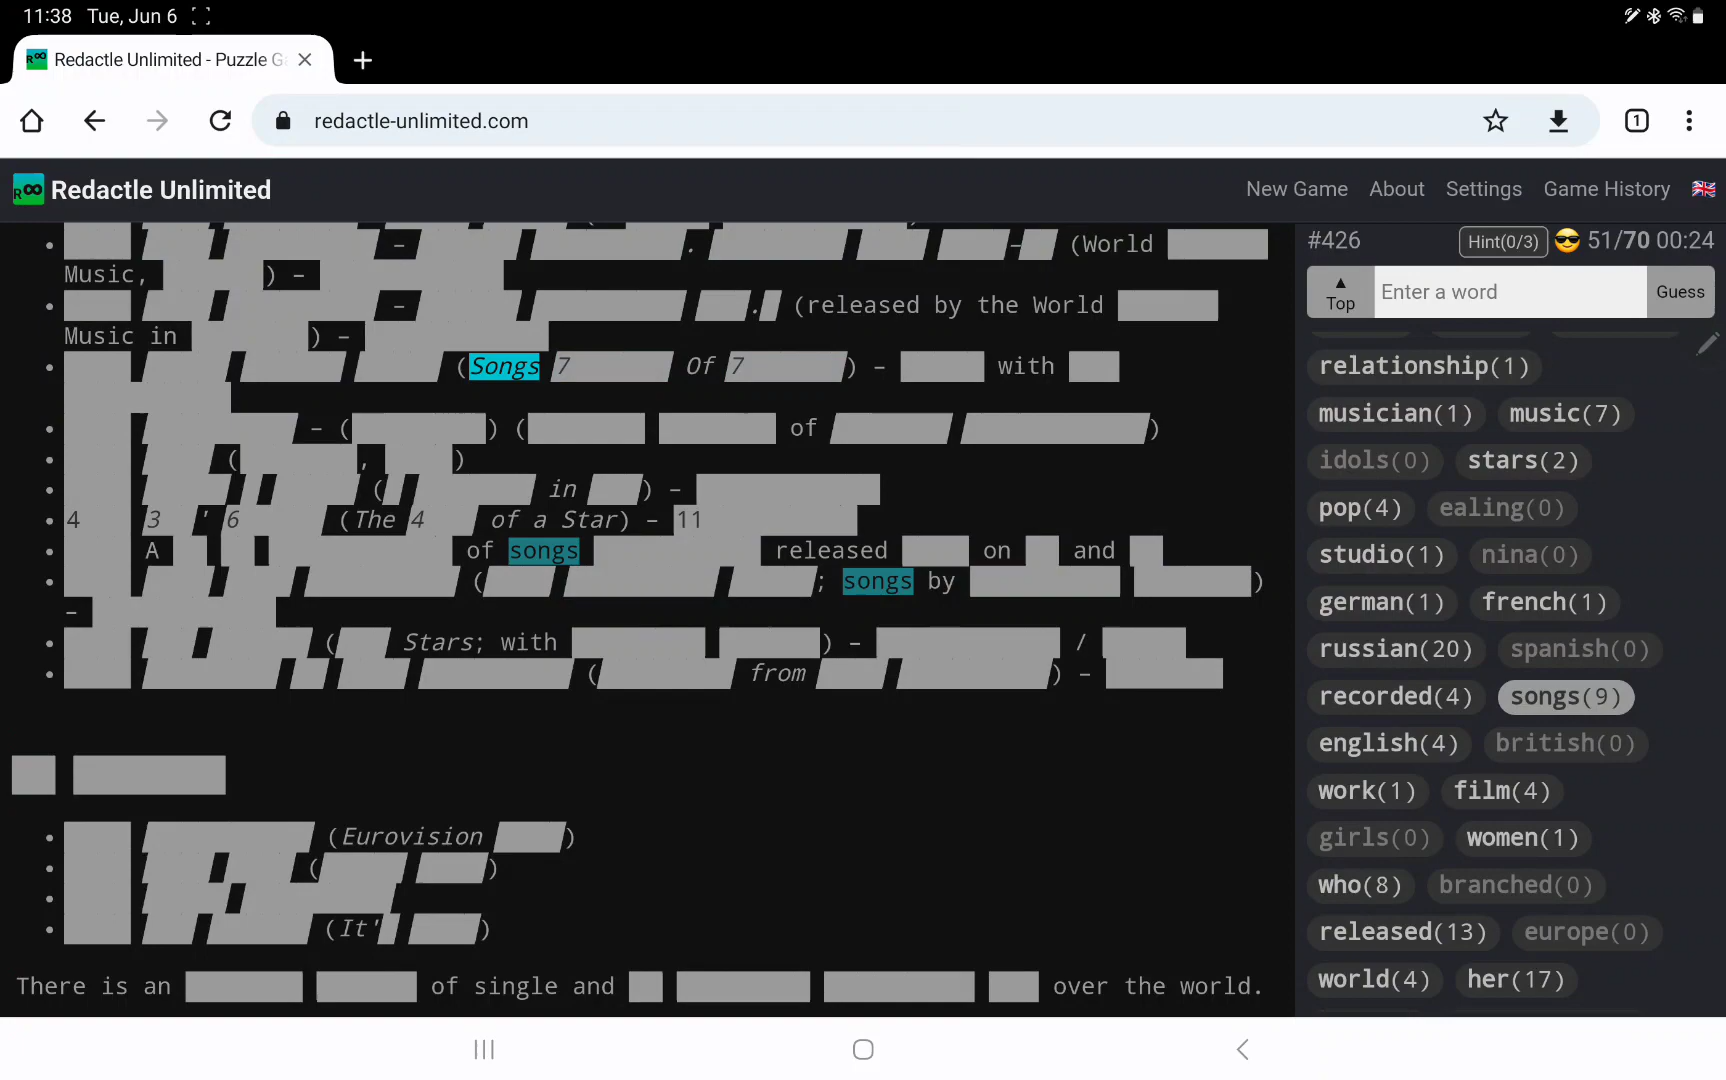 11:38 Tue, Jun 6
Redactle Unlimited - Puzzle G
redactle-unlimited.com
1
R∞ Redactle Unlimited
New Game About Settings Game History
#426 Hint(0/3) 😎 51/70 00:24
▲ Top Enter a word Guess
– . – (World
Music, ) –
– . (released by the World
Music in ) –
(Songs 7 Of 7 ) – with
– ( ) ( of )
( , )
( in ) –
4 3 ' 6 (The 4 of a Star) – 11
A of songs released on and
( ; songs by )
–
( Stars; with ) – /
( from ) –
(Eurovision )
( )
(It' )
There is an of single and over the world.
relationship(1)
musician(1) music(7)
idols(0) stars(2)
pop(4) ealing(0)
studio(1) nina(0)
german(1) french(1)
russian(20) spanish(0)
recorded(4) songs(9)
english(4) british(0)
work(1) film(4)
girls(0) women(1)
who(8) branched(0)
released(13) europe(0)
world(4) her(17)